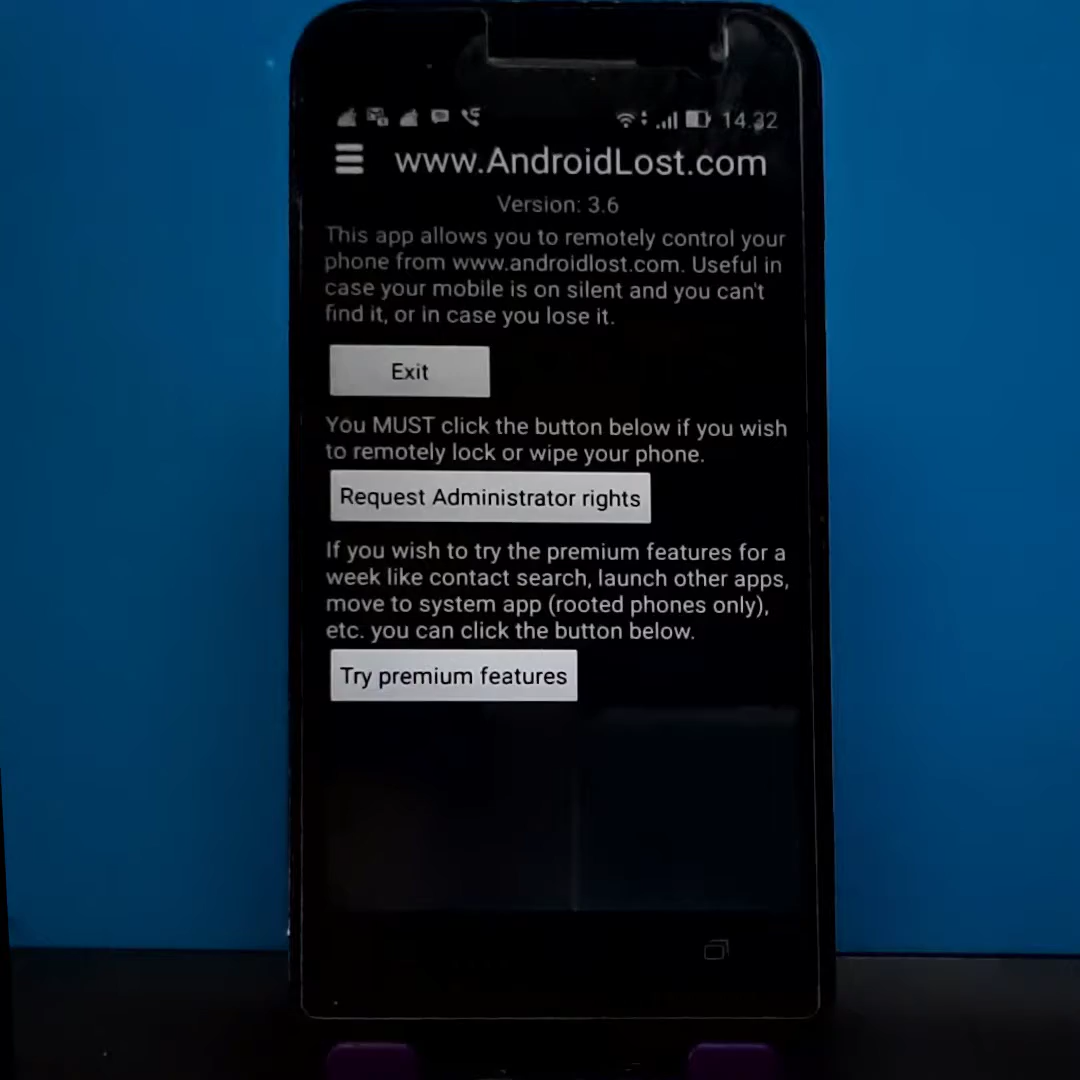 14.32
www.AndroidLost.com
Version: 3.6
This app allows you to remotely control your
phone from www.androidlost.com. Useful in
case your mobile is on silent and you can't
find it, or in case you lose it.
Exit
You MUST click the button below if you wish
to remotely lock or wipe your phone.
Request Administrator rights
If you wish to try the premium features for a
week like contact search, launch other apps,
move to system app (rooted phones only),
etc. you can click the button below.
Try premium features